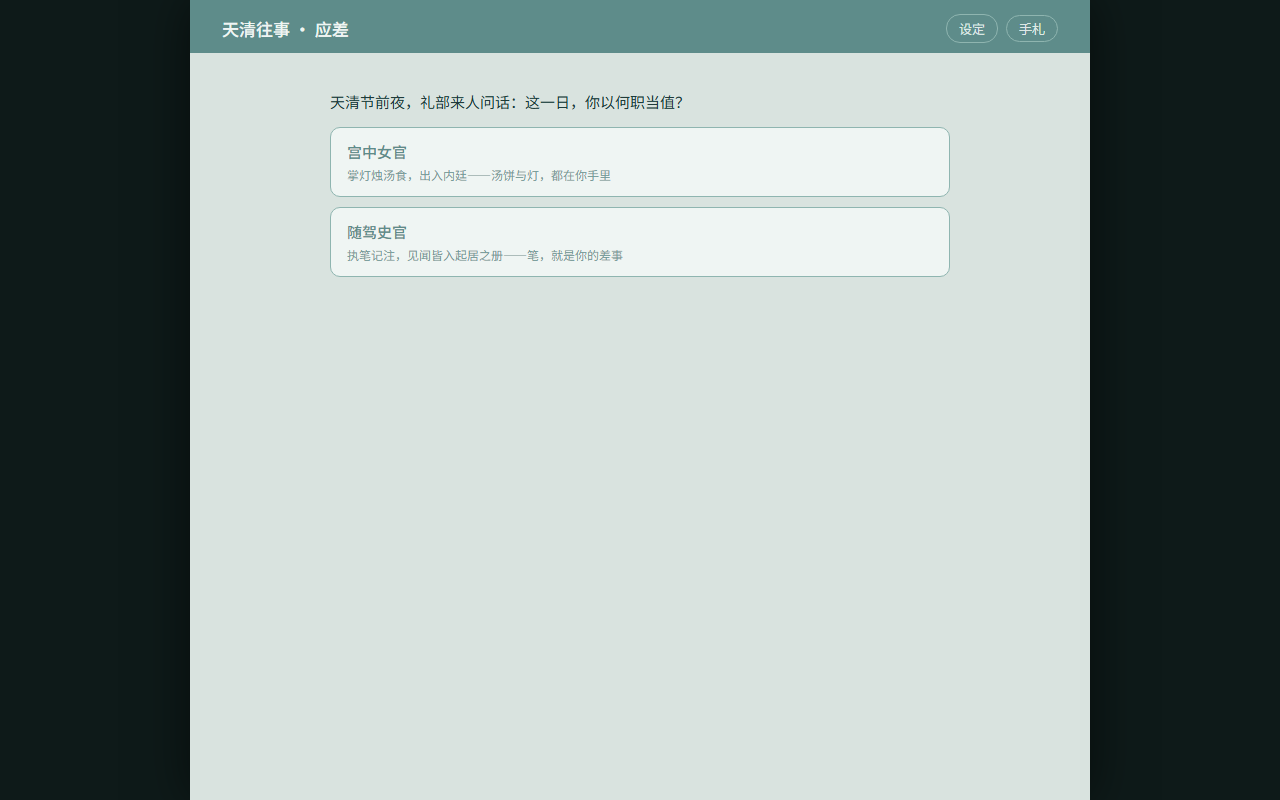 天清往事 · 应差
设定
手札
天清节前夜，礼部来人问话：这一日，你以何职当值？
宫中女官
掌灯烛汤食，出入内廷——汤饼与灯，都在你手里
随驾史官
执笔记注，见闻皆入起居之册——笔，就是你的差事